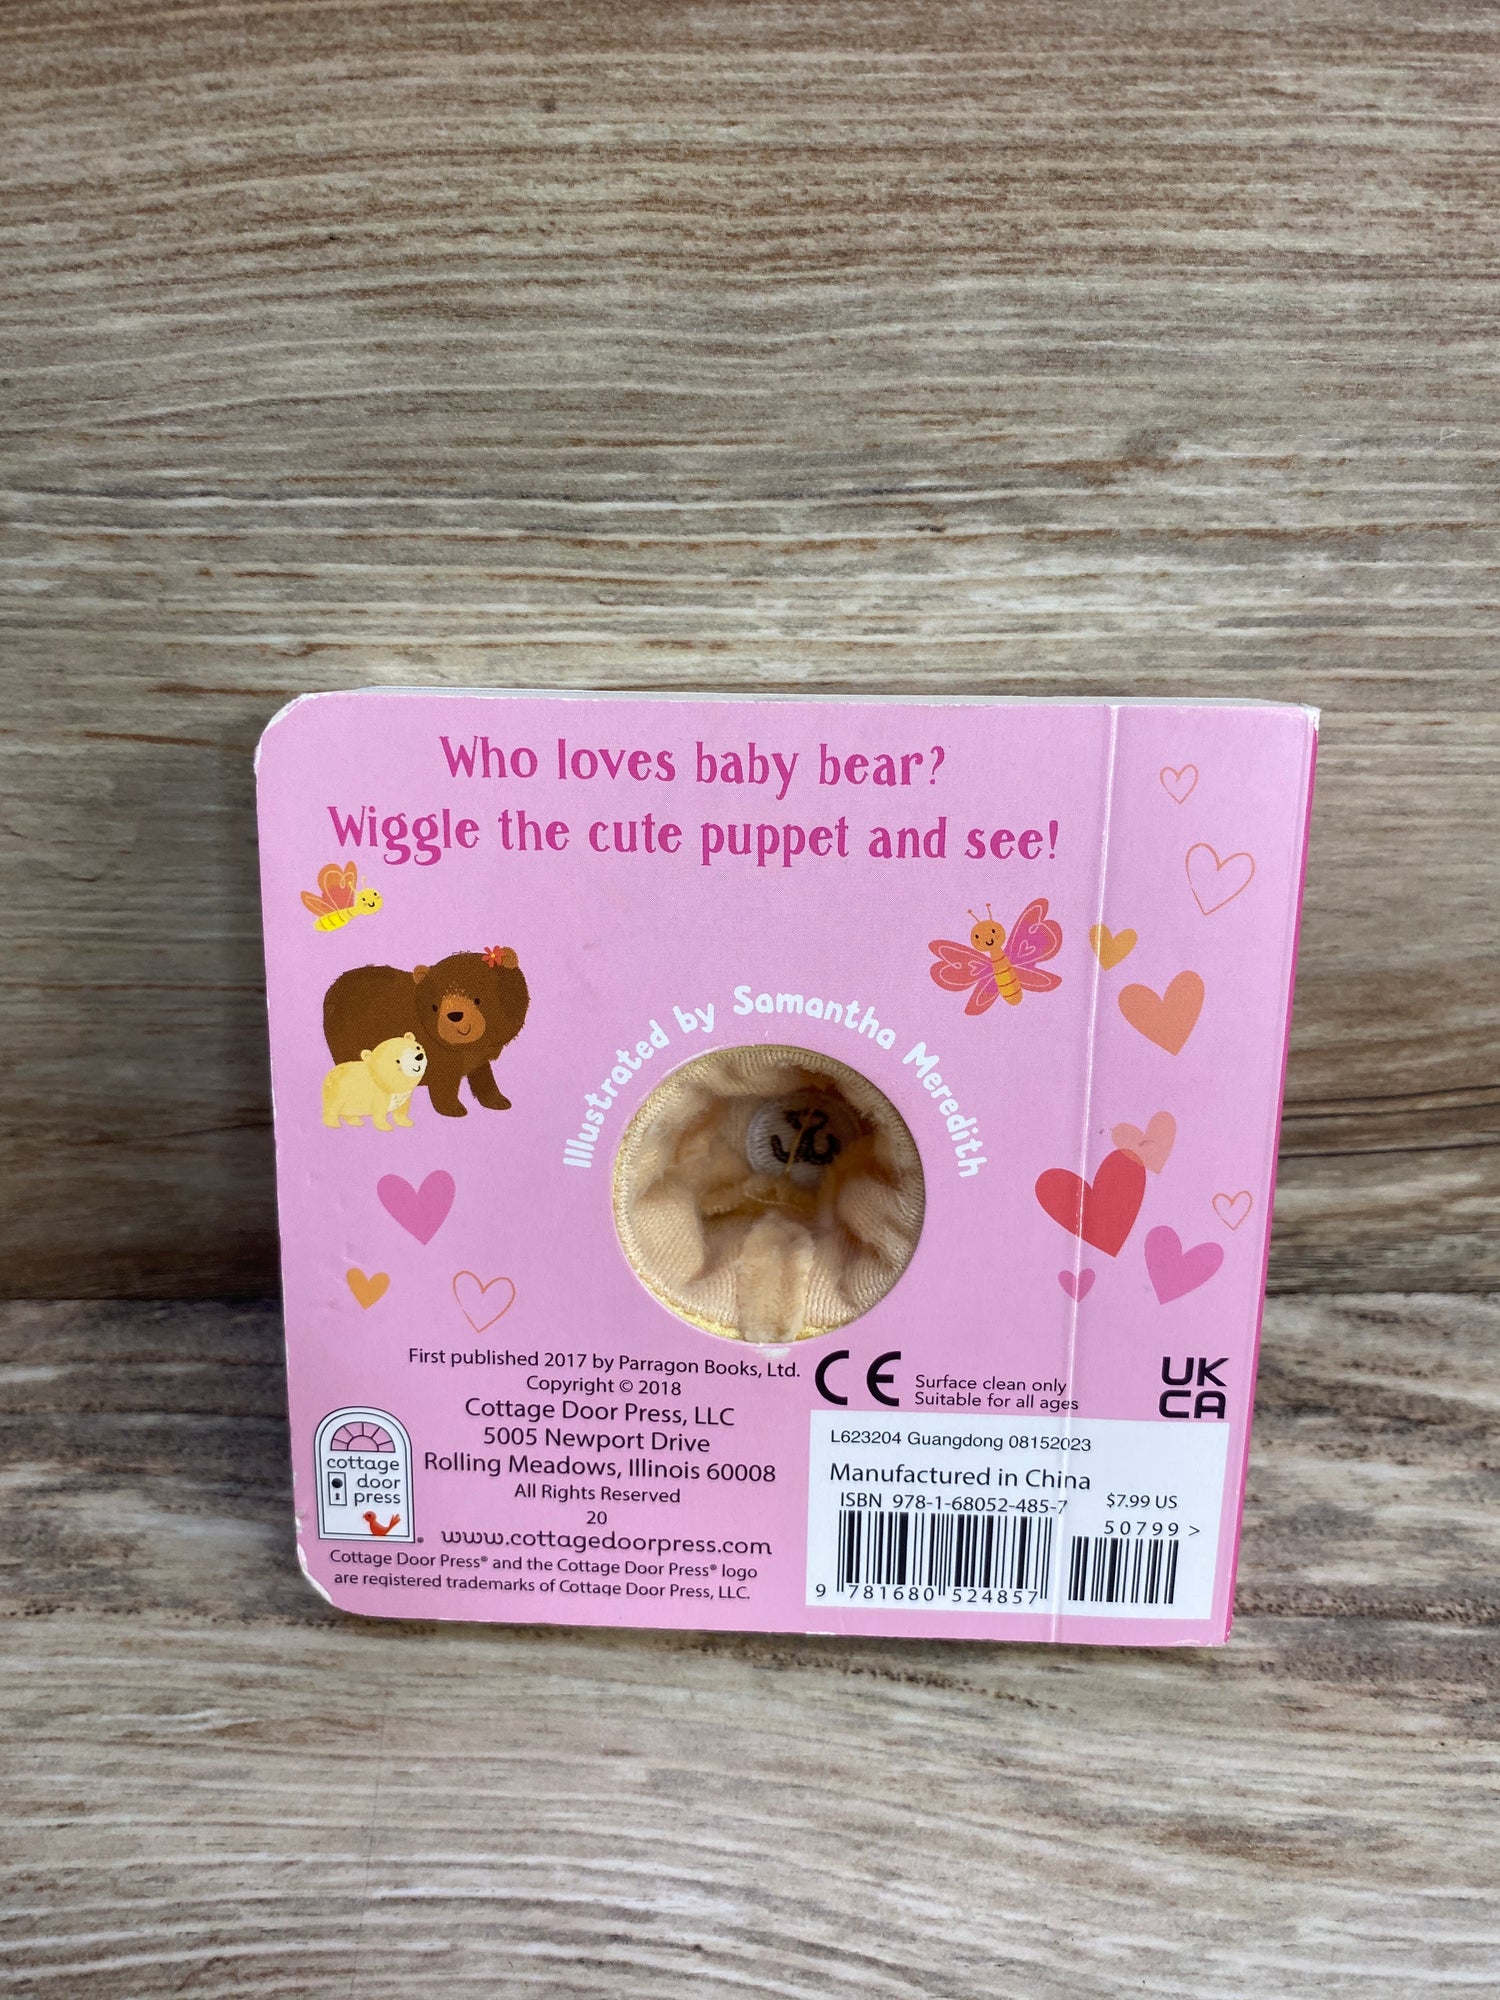 Who loves baby bear?
Wiggle the cute puppet and see!
Illustrated by Samantha Meredith
First published 2017 by Parragon Books, Ltd.
Copyright © 2018
Cottage Door Press, LLC
5005 Newport Drive
Rolling Meadows, Illinois 60008
All Rights Reserved
20
www.cottagedoorpress.com
Cottage Door Press® and the Cottage Door Press® logo
are registered trademarks of Cottage Door Press, LLC.
cottage
door
press
®
CE
Surface clean only
Suitable for all ages
UK
CA
L623204 Guangdong 08152023
Manufactured in China
ISBN 978-1-68052-485-7
$7.99 US
50799 >
9 781680 524857